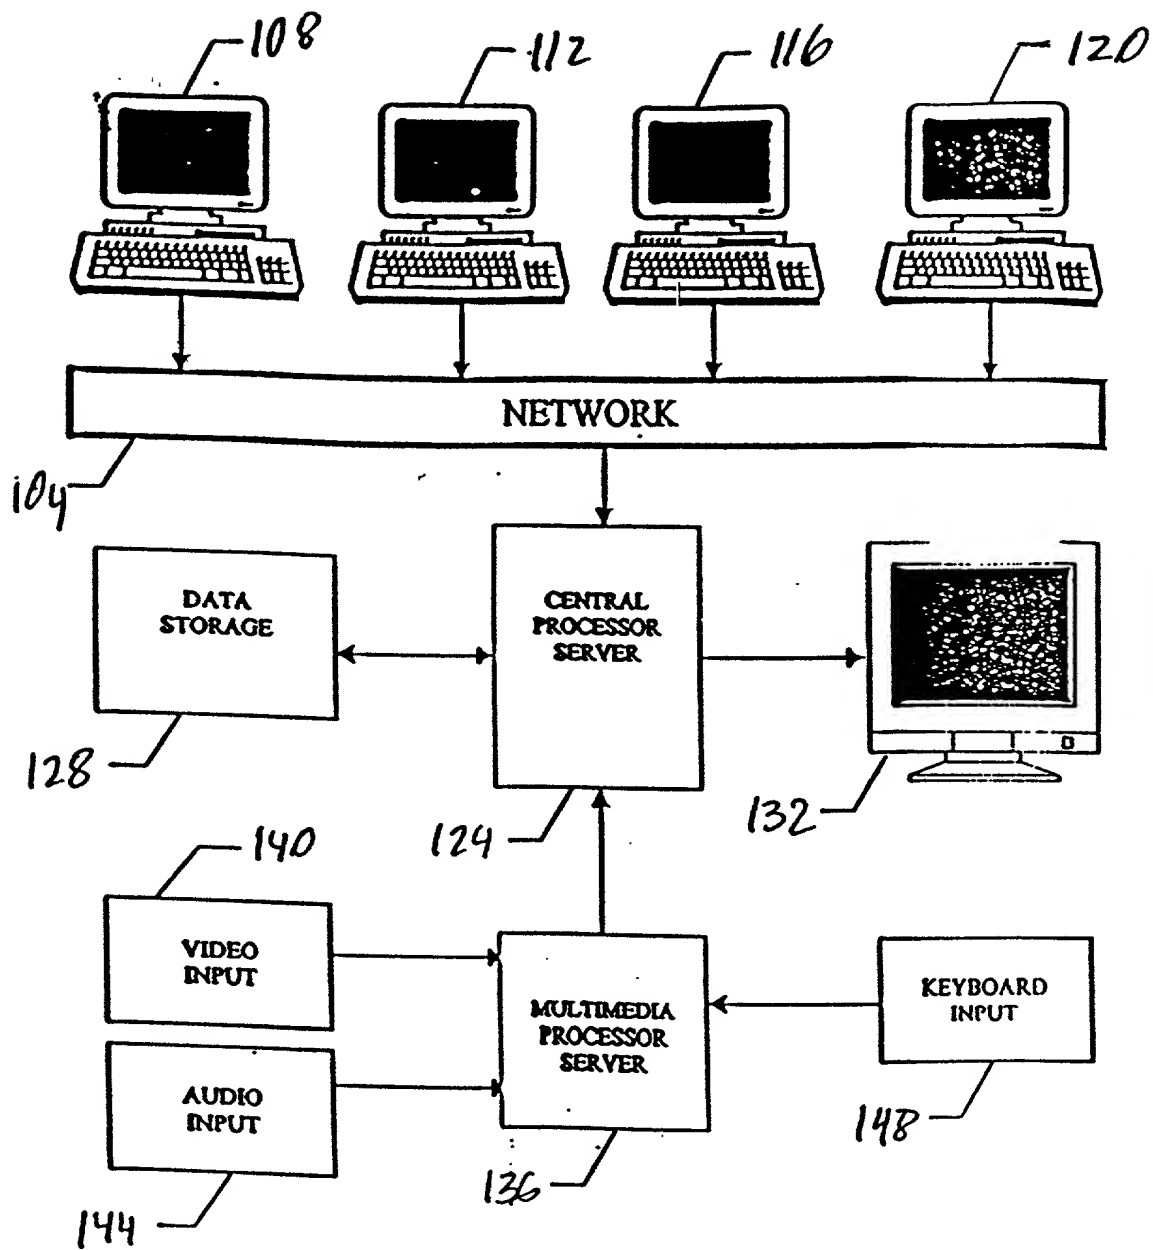 108
112
116
120
NETWORK
104
DATA
STORAGE
CENTRAL
PROCESSOR
SERVER
128
124
132
140
VIDEO
INPUT
MULTIMEDIA
PROCESSOR
SERVER
KEYBOARD
INPUT
AUDIO
INPUT
148
136
144